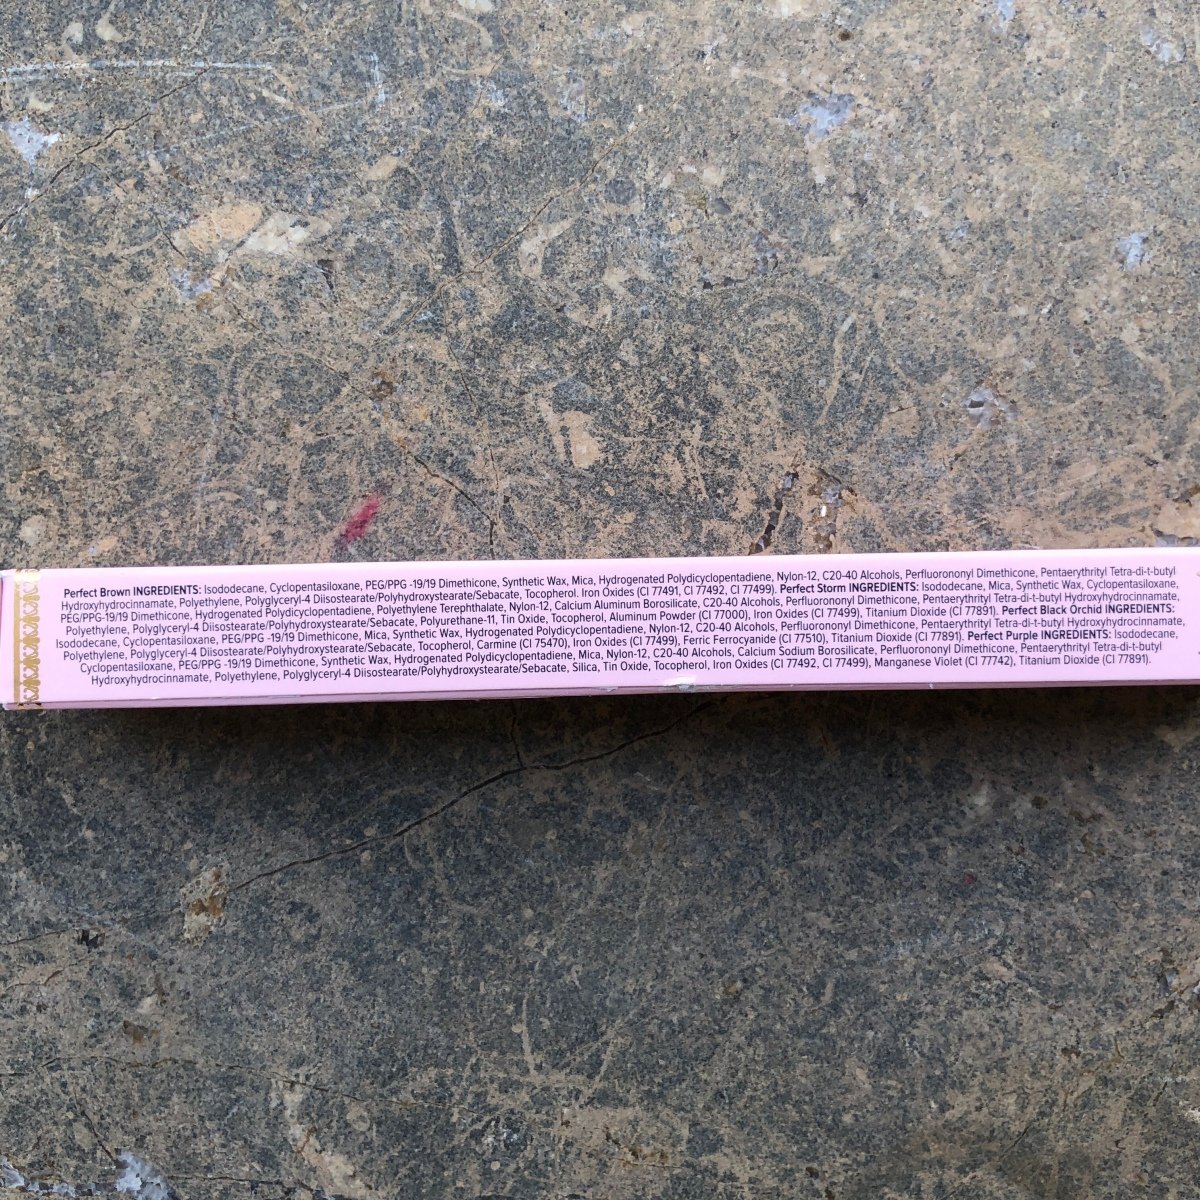 Perfect Brown INGREDIENTS: Isododecane, Cyclopentasiloxane, PEG/PPG -19/19 Dimethicone, Synthetic Wax, Mica, Hydrogenated Polydicyclopentadiene, Nylon-12, C20-40 Alcohols, Perfluorononyl Dimethicone, Pentaerythrityl Tetra-di-t-butyl
Hydroxyhydrocinnamate, Polyethylene, Polyglyceryl-4 Diisostearate/Polyhydroxystearate/Sebacate, Tocopherol. Iron Oxides (CI 77491, CI 77492, CI 77499). Perfect Storm INGREDIENTS: Isododecane, Mica, Synthetic Wax, Cyclopentasiloxane,
PEG/PPG-19/19 Dimethicone, Hydrogenated Polydicyclopentadiene, Polyethylene Terephthalate, Nylon-12, Calcium Aluminum Borosilicate, C20-40 Alcohols, Perfluorononyl Dimethicone, Pentaerythrityl Tetra-di-t-butyl Hydroxyhydrocinnamate,
Polyethylene, Polyglyceryl-4 Diisostearate/Polyhydroxystearate/Sebacate, Polyurethane-11, Tin Oxide, Tocopherol, Aluminum Powder (CI 77000), Iron Oxides (CI 77499), Titanium Dioxide (CI 77891). Perfect Black Orchid INGREDIENTS:
Isododecane, Cyclopentasiloxane, PEG/PPG -19/19 Dimethicone, Mica, Synthetic Wax, Hydrogenated Polydicyclopentadiene, Nylon-12, C20-40 Alcohols, Perfluorononyl Dimethicone, Pentaerythrityl Tetra-di-t-butyl Hydroxyhydrocinnamate,
Polyethylene, Polyglyceryl-4 Diisostearate/Polyhydroxystearate/Sebacate, Tocopherol, Carmine (CI 75470), Iron Oxides (CI 77499), Ferric Ferrocyanide (CI 77510), Titanium Dioxide (CI 77891). Perfect Purple INGREDIENTS: Isododecane,
Cyclopentasiloxane, PEG/PPG -19/19 Dimethicone, Synthetic Wax, Hydrogenated Polydicyclopentadiene, Mica, Nylon-12, C20-40 Alcohols, Calcium Sodium Borosilicate, Perfluorononyl Dimethicone, Pentaerythrityl Tetra-di-t-butyl
Hydroxyhydrocinnamate, Polyethylene, Polyglyceryl-4 Diisostearate/Polyhydroxystearate/Sebacate, Silica, Tin Oxide, Tocopherol, Iron Oxides (CI 77492, CI 77499), Manganese Violet (CI 77742), Titanium Dioxide (CI 77891).